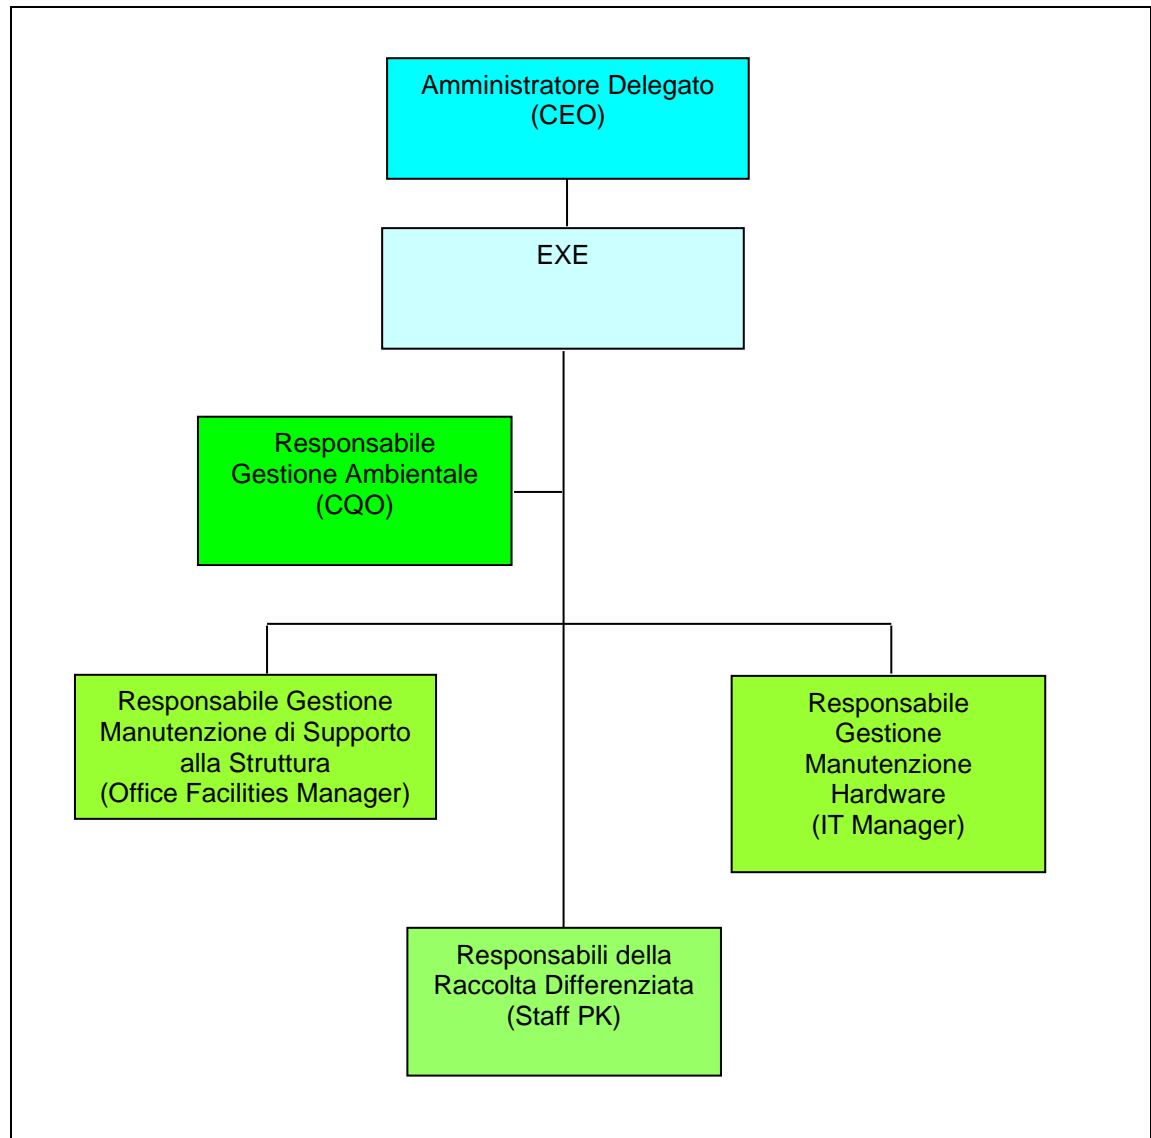 Amministratore Delegato
(CEO)
EXE
Responsabile
Gestione Ambientale
(CQO)
Responsabile Gestione
Manutenzione di Supporto
alla Struttura
(Office Facilities Manager)
Responsabile
Gestione
Manutenzione
Hardware
(IT Manager)
Responsabili della
Raccolta Differenziata
(Staff PK)